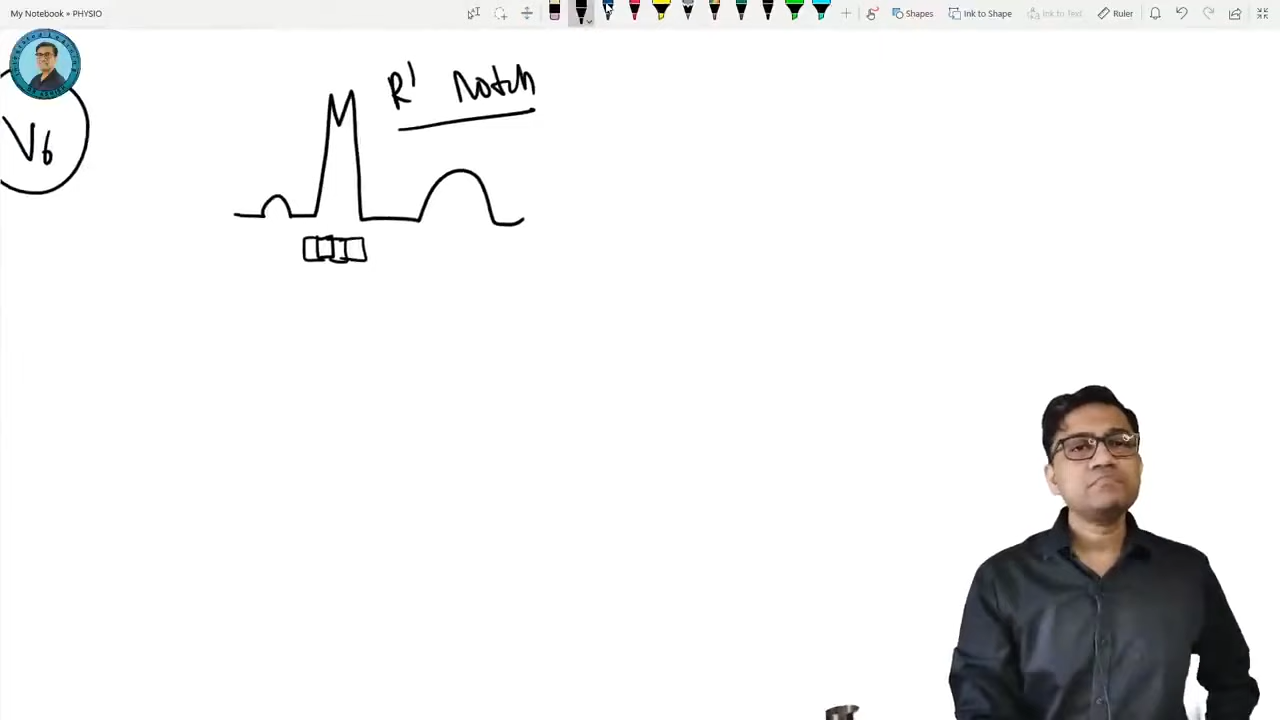 My Notebook » PHYSIO
Shapes
Ink to Shape
Ink to Text
Ruler
R' Notch
V6